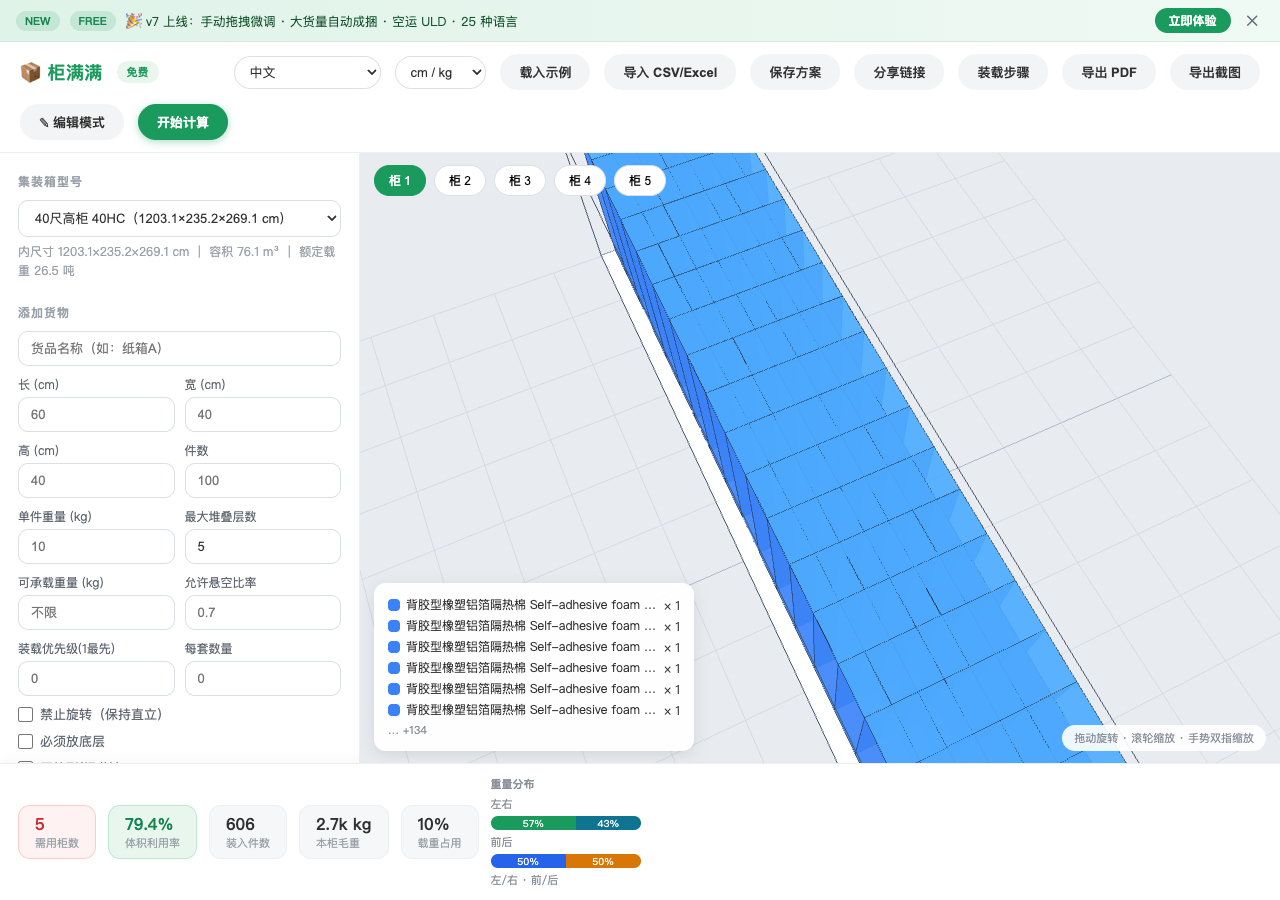 NEW FREE 🎉 v7 上线：手动拖拽微调 · 大货量自动成捆 · 空运 ULD · 25 种语言 立即体验 ✕
📦 柜满满 免费 中文 cm / kg 载入示例 导入 CSV/Excel 保存方案 分享链接 装载步骤 导出 PDF 导出截图
✎ 编辑模式 开始计算
集装箱型号
40尺高柜 40HC（1203.1×235.2×269.1 cm）
内尺寸 1203.1×235.2×269.1 cm ｜ 容积 76.1 m³ ｜ 额定载
重 26.5 吨
添加货物
货品名称（如：纸箱A）
长 (cm) 宽 (cm)
60 40
高 (cm) 件数
40 100
单件重量 (kg) 最大堆叠层数
10 5
可承载重量 (kg) 允许悬空比率
不限 0.7
装载优先级(1最先) 每套数量
0 0
禁止旋转（保持直立）
必须放底层
柜 1 柜 2 柜 3 柜 4 柜 5
背胶型橡塑铝箔隔热棉 Self-adhesive foam ... × 1
背胶型橡塑铝箔隔热棉 Self-adhesive foam ... × 1
背胶型橡塑铝箔隔热棉 Self-adhesive foam ... × 1
背胶型橡塑铝箔隔热棉 Self-adhesive foam ... × 1
背胶型橡塑铝箔隔热棉 Self-adhesive foam ... × 1
背胶型橡塑铝箔隔热棉 Self-adhesive foam ... × 1
... +134
拖动旋转 · 滚轮缩放 · 手势双指缩放
5
需用柜数
79.4%
体积利用率
606
装入件数
2.7k kg
本柜毛重
10%
载重占用
重量分布
左右
57% 43%
前后
50% 50%
左/右 · 前/后